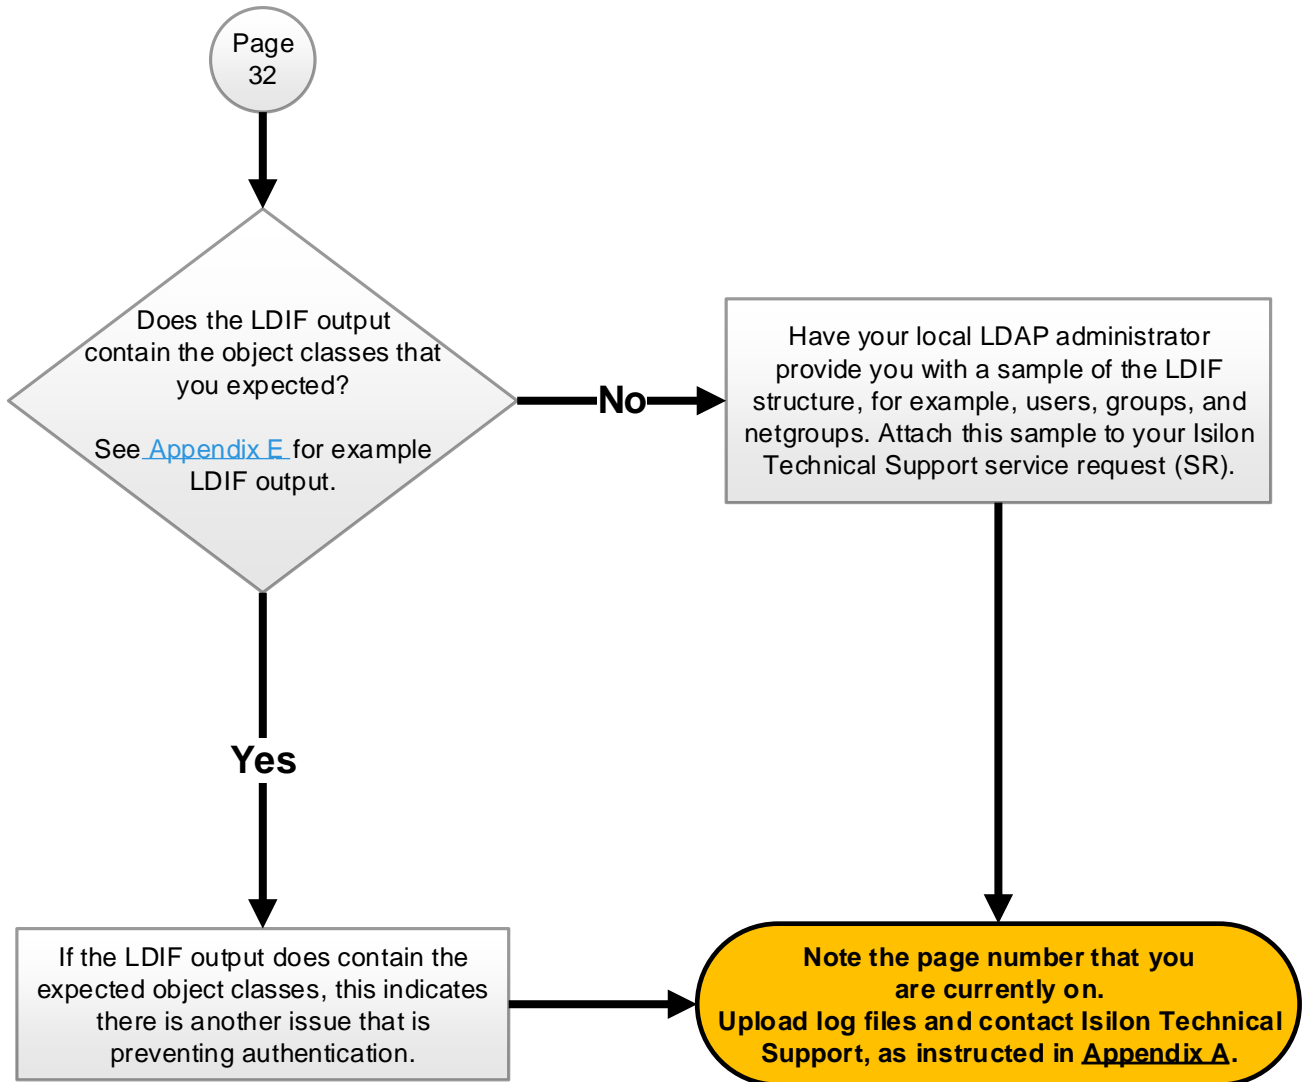 Page
32
Does the LDIF output
contain the object classes that
you expected?
See Appendix E for example
LDIF output.
No
Have your local LDAP administrator
provide you with a sample of the LDIF
structure, for example, users, groups, and
netgroups. Attach this sample to your Isilon
Technical Support service request (SR).
Yes
If the LDIF output does contain the
expected object classes, this indicates
there is another issue that is
preventing authentication.
Note the page number that you
are currently on.
Upload log files and contact Isilon Technical
Support, as instructed in Appendix A.